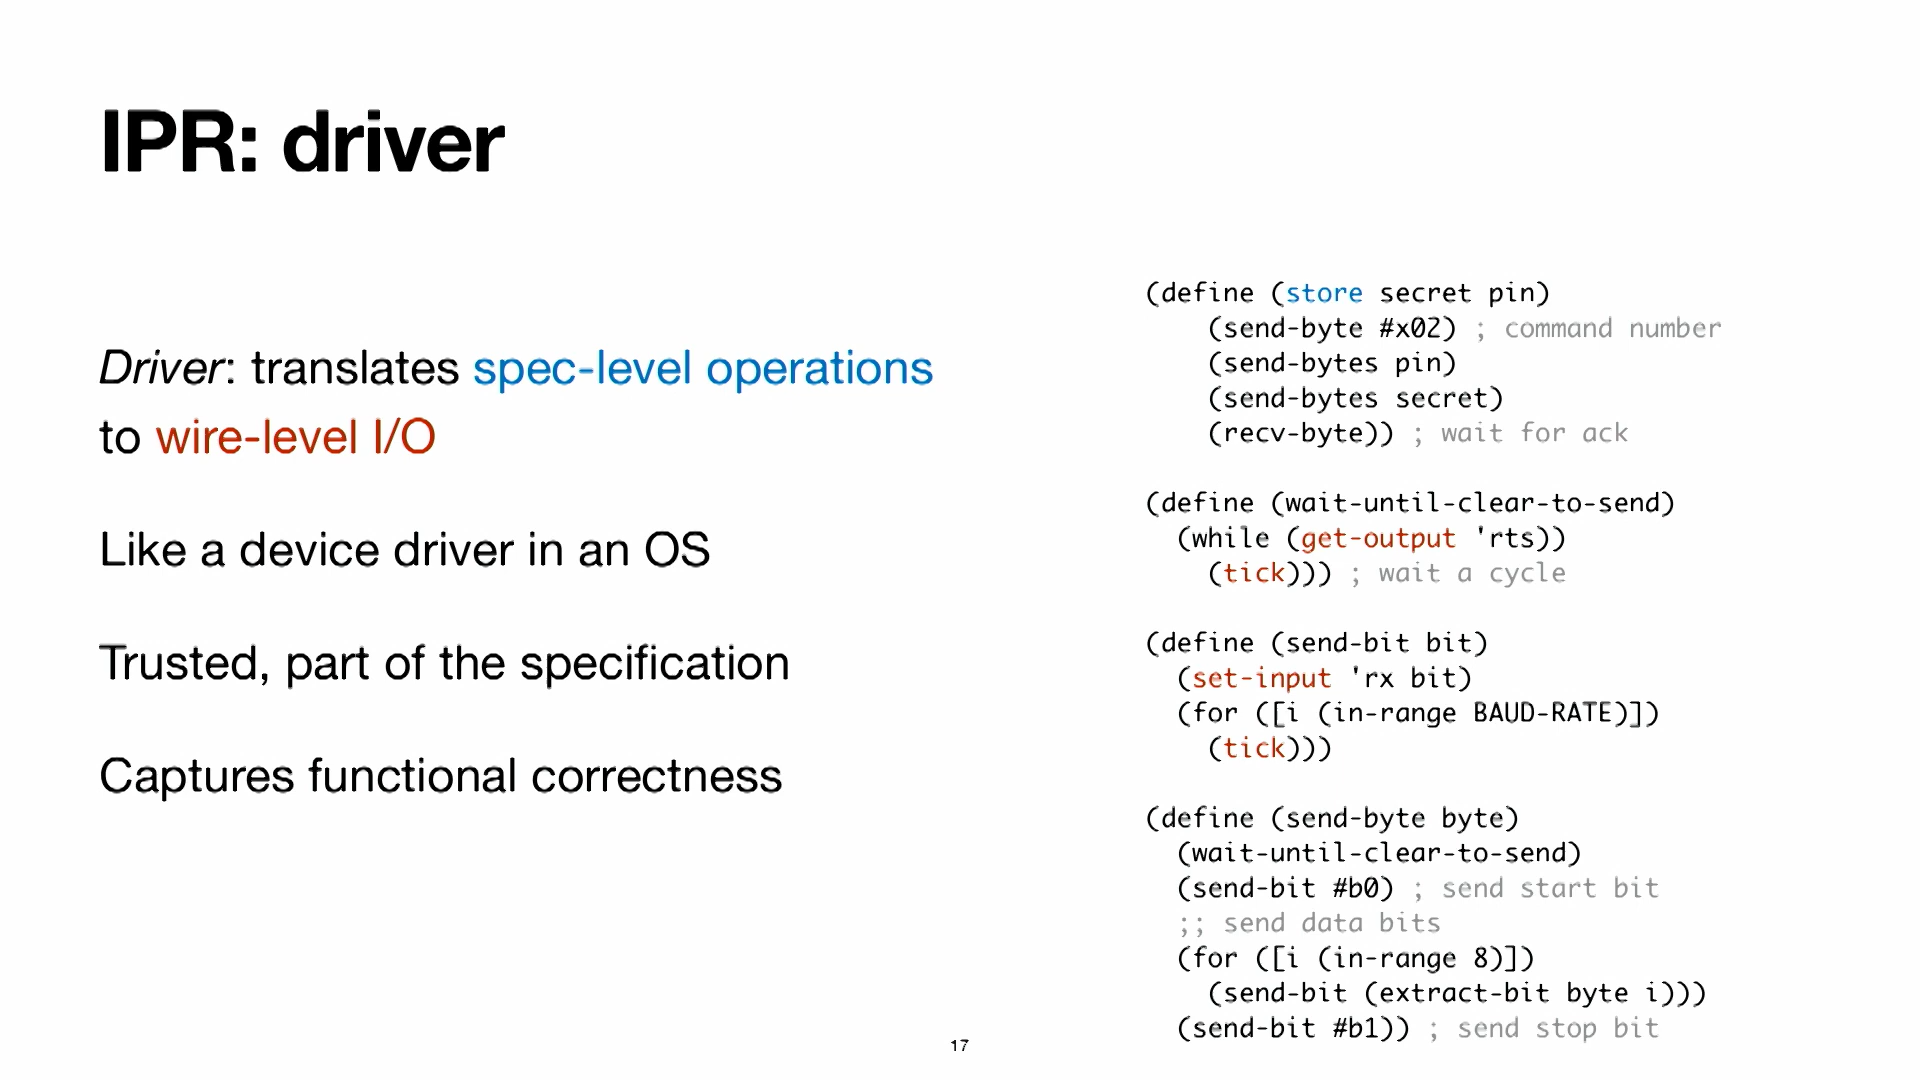 IPR: driver
Driver: translates spec-level operations
to wire-level I/O
Like a device driver in an OS
Trusted, part of the specification
Captures functional correctness
(define (store secret pin)
    (send-byte #x02) ; command number
    (send-bytes pin)
    (send-bytes secret)
    (recv-byte)) ; wait for ack
(define (wait-until-clear-to-send)
  (while (get-output 'rts))
    (tick))) ; wait a cycle
(define (send-bit bit)
  (set-input 'rx bit)
  (for ([i (in-range BAUD-RATE)])
    (tick)))
(define (send-byte byte)
  (wait-until-clear-to-send)
  (send-bit #b0) ; send start bit
  ;; send data bits
  (for ([i (in-range 8)])
    (send-bit (extract-bit byte i)))
  (send-bit #b1)) ; send stop bit
17